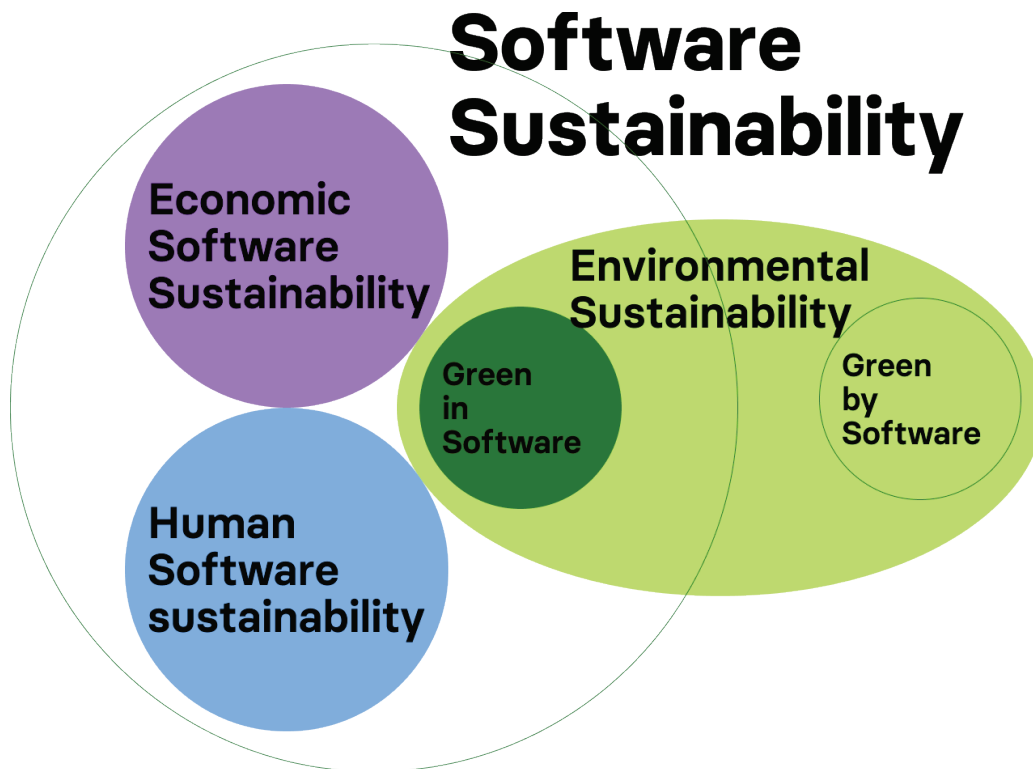 Software
Sustainability
Economic
Software
Sustainability
Environmental
Sustainability
Green
in
Software
Green
by
Software
Human
Software
sustainability